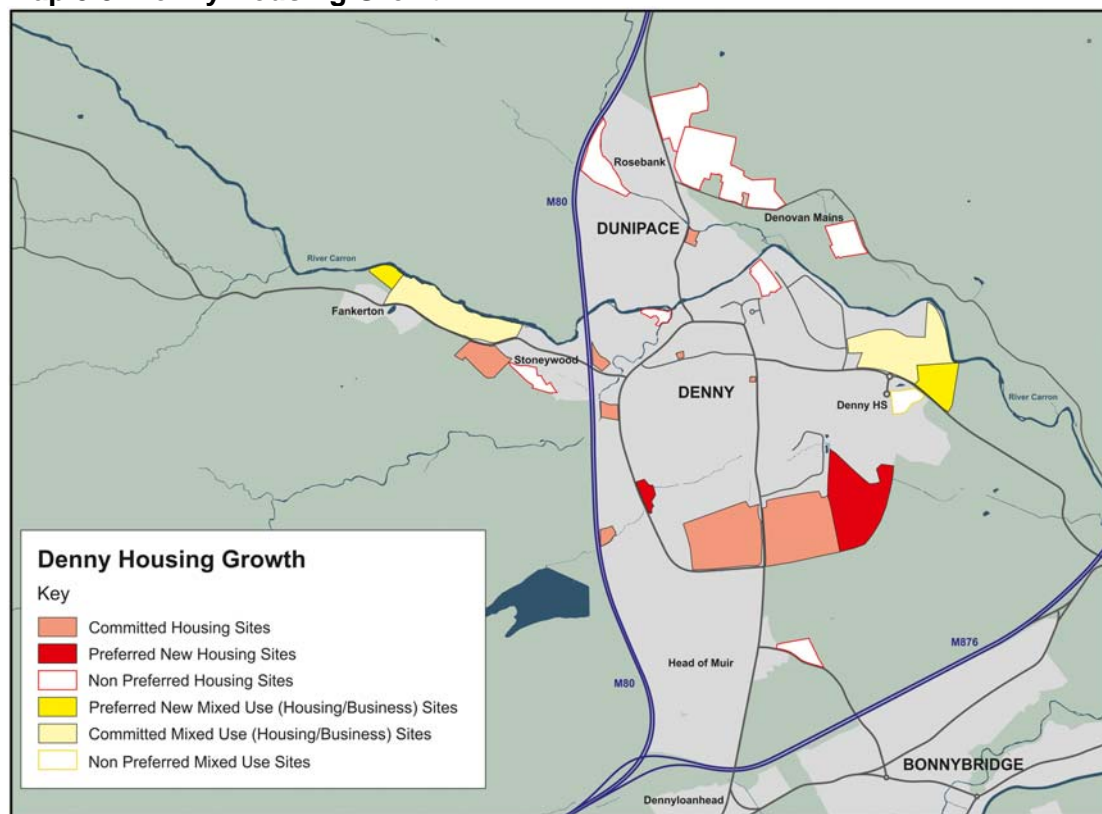 Rosebank
M80
DUNIPACE
Denovan Mains
River Carron
Fankerton
Stoneywood
DENNY
Denny HS
River Carron
Denny Housing Growth
Key
Committed Housing Sites
Preferred New Housing Sites
Non Preferred Housing Sites
Preferred New Mixed Use (Housing/Business) Sites
Committed Mixed Use (Housing/Business) Sites
Non Preferred Mixed Use Sites
Head of Muir
M876
M80
BONNYBRIDGE
Dennyloanhead